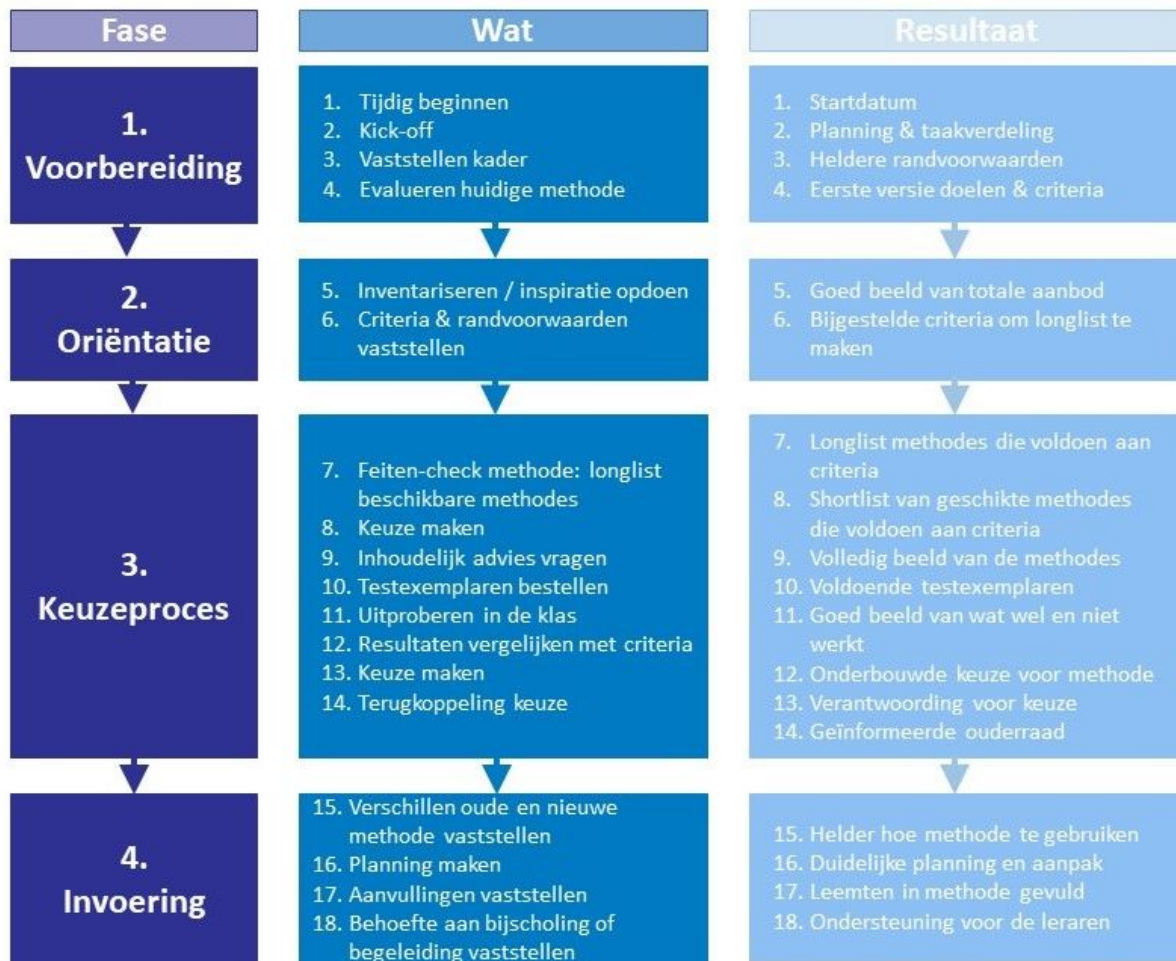 Fase
Wat
Resultaat
1.
Voorbereiding
1. Tijdig beginnen
2. Kick-off
3. Vaststellen kader
4. Evalueren huidige methode
1. Startdatum
2. Planning & taakverdeling
3. Heldere randvoorwaarden
4. Eerste versie doelen & criteria
2.
Oriëntatie
5. Inventariseren / inspiratie opdoen
6. Criteria & randvoorwaarden
vaststellen
5. Goed beeld van totale aanbod
6. Bijgestelde criteria om longlist te
maken
3.
Keuzeproces
7. Feiten-check methode: longlist
beschikbare methodes
8. Keuze maken
9. Inhoudelijk advies vragen
10. Testexemplaren bestellen
11. Uitproberen in de klas
12. Resultaten vergelijken met criteria
13. Keuze maken
14. Terugkoppeling keuze
7. Longlist methodes die voldoen aan
criteria
8. Shortlist van geschikte methodes
die voldoen aan criteria
9. Volledig beeld van de methodes
10. Voldoende testexemplaren
11. Goed beeld van wat wel en niet
werkt
12. Onderbouwde keuze voor methode
13. Verantwoording voor keuze
14. Geïnformeerde ouderraad
4.
Invoering
15. Verschillen oude en nieuwe
methode vaststellen
16. Planning maken
17. Aanvullingen vaststellen
18. Behoefte aan bijscholing of
begeleiding vaststellen
15. Helder hoe methode te gebruiken
16. Duidelijke planning en aanpak
17. Leemten in methode gevuld
18. Ondersteuning voor de leraren